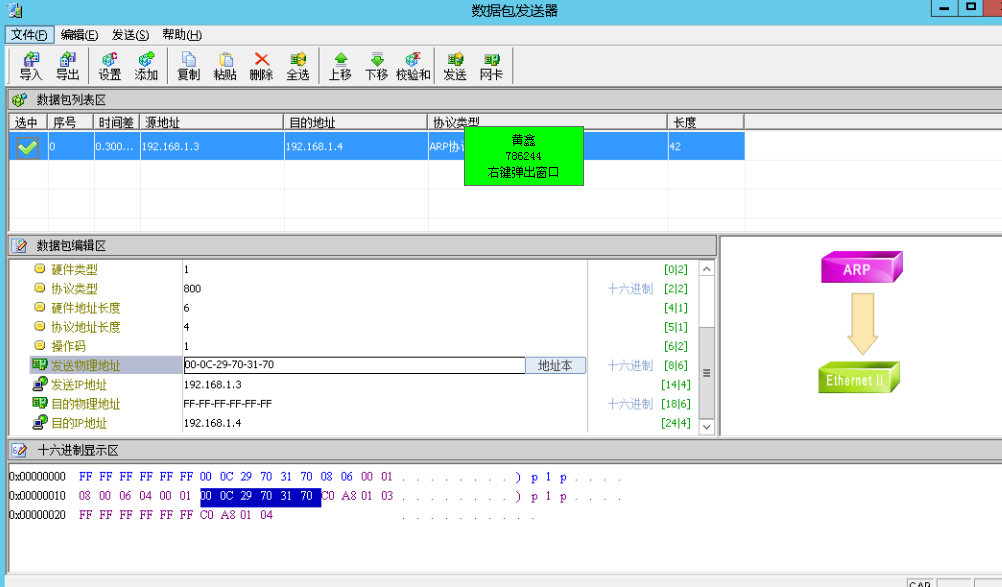 数据包发送器
文件(F) 编辑(E) 发送(S) 帮助(H)
导入 导出 设置 添加 复制 粘贴 删除 全选 上移 下移 校验和 发送 网卡
数据包列表区
选中 序号 时间差 源地址 目的地址 协议类型 长度
0 0.300... 192.168.1.3 192.168.1.4 ARP协议 42
黄鑫
786244
右键弹出窗口
数据包编辑区
硬件类型 1 [0|2]
协议类型 800 十六进制 [2|2]
硬件地址长度 6 [4|1]
协议地址长度 4 [5|1]
操作码 1 [6|2]
发送物理地址 00-0C-29-70-31-70 地址本 十六进制 [8|6]
发送IP地址 192.168.1.3 [14|4]
目的物理地址 FF-FF-FF-FF-FF-FF 十六进制 [18|6]
目的IP地址 192.168.1.4 [24|4]
ARP
Ethernet II
十六进制显示区
0x00000000 FF FF FF FF FF FF 00 0C 29 70 31 70 08 06 00 01 . . . . . . . . ) p 1 p . . . .
0x00000010 08 00 06 04 00 01 00 0C 29 70 31 70 C0 A8 01 03 . . . . . . . . ) p 1 p . . . .
0x00000020 FF FF FF FF FF FF C0 A8 01 04 . . . . . . . . . .